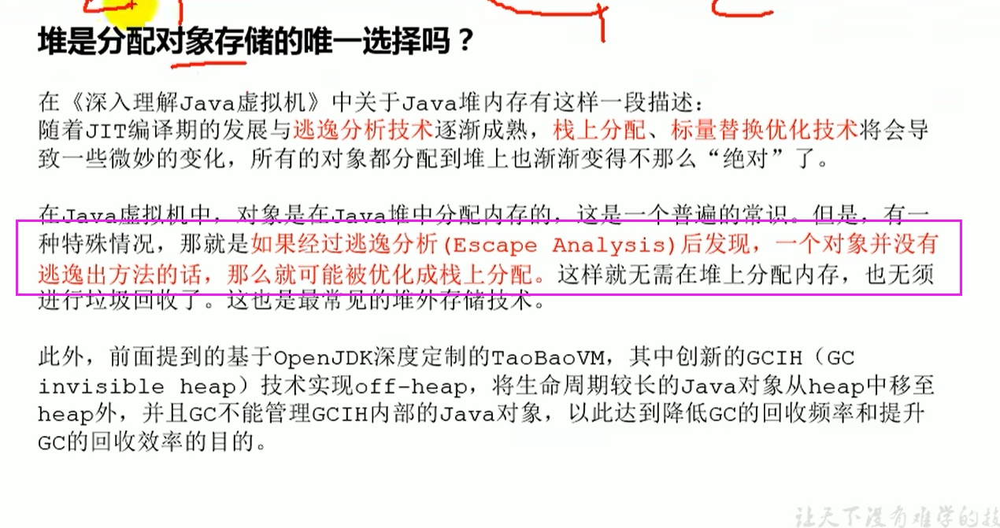 堆是分配对象存储的唯一选择吗？
在《深入理解Java虚拟机》中关于Java堆内存有这样一段描述：
随着JIT编译期的发展与逃逸分析技术逐渐成熟，栈上分配、标量替换优化技术将会导
致一些微妙的变化，所有的对象都分配到堆上也渐渐变得不那么“绝对”了。
在Java虚拟机中，对象是在Java堆中分配内存的，这是一个普遍的常识。但是，有一
种特殊情况，那就是如果经过逃逸分析(Escape Analysis)后发现，一个对象并没有
逃逸出方法的话，那么就可能被优化成栈上分配。这样就无需在堆上分配内存，也无须
进行垃圾回收了。这也是最常见的堆外存储技术。
此外，前面提到的基于OpenJDK深度定制的TaoBaoVM，其中创新的GCIH（GC
invisible heap）技术实现off-heap，将生命周期较长的Java对象从heap中移至
heap外，并且GC不能管理GCIH内部的Java对象，以此达到降低GC的回收频率和提升
GC的回收效率的目的。
让天下没有难学的技